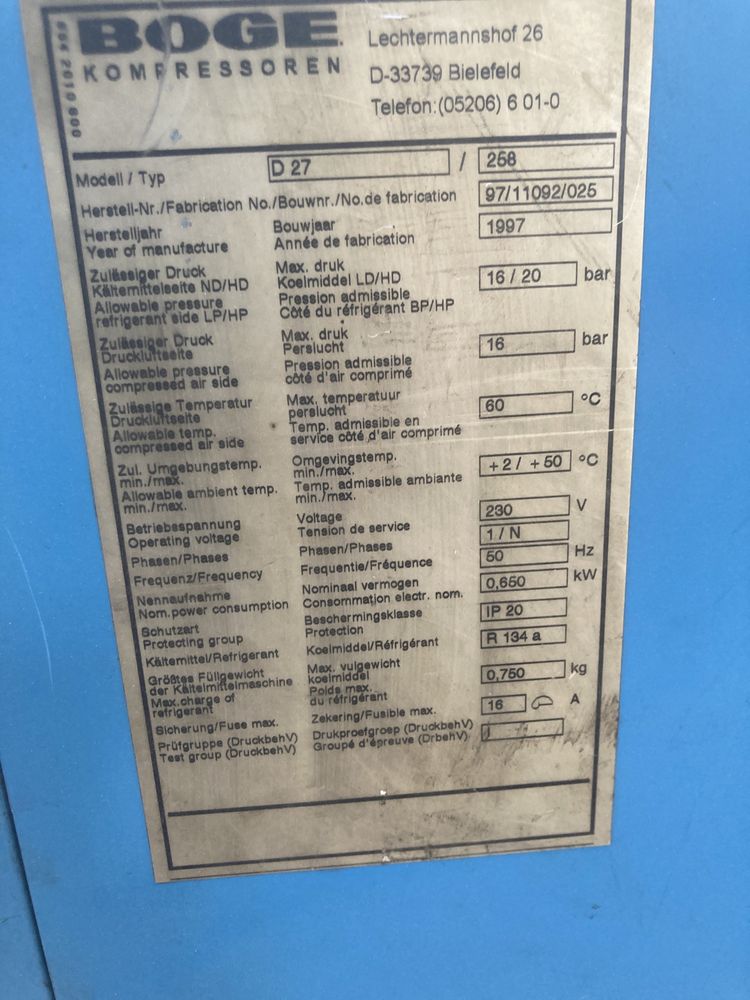 604 2010 600
BOGE
KOMPRESSOREN
Lechtermannshof 26
D-33739 Bielefeld
Telefon:(05206) 6 01-0
Modell / Typ D 27 / 258
Herstell-Nr./Fabrication No./Bouwnr./No.de fabrication 97/11092/025
Herstelljahr Bouwjaar 1997
Year of manufacture Année de fabrication
Zulässiger Druck Max. druk
Kältemittelseite ND/HD Koelmiddel LD/HD 16 / 20 bar
Allowable pressure Pression admissible
refrigerant side LP/HP Côté du réfrigérant BP/HP
Zulässiger Druck Max. druk
Druckluftseite Perslucht 16 bar
Allowable pressure Pression admissible
compressed air side côté d'air comprimé
Zulässige Temperatur Max. temperatuur
Druckluftseite perslucht 60 °C
Allowable temp. Temp. admissible en
compressed air side service côté d'air comprimé
Zul. Umgebungstemp. Omgevingstemp.
min./max. min./max. +2 / +50 °C
Allowable ambient temp. Temp. admissible ambiante
min./max. min./max.
Betriebsspannung Voltage 230 V
Operating voltage Tension de service
Phasen/Phases Phasen/Phases 1 / N
Frequenz/Frequency Frequentie/Fréquence 50 Hz
Nennaufnahme Nominaal vermogen 0,650 kW
Nom.power consumption Consommation electr. nom.
Schutzart Beschermingsklasse IP 20
Protecting group Protection
Kältemittel/Refrigerant Koelmiddel/Réfrigérant R 134 a
Größtes Füllgewicht Max. vulgewicht
der Kältelmittelmaschine koelmiddel 0,750 kg
Max.charge of Poids max.
refrigerant du réfrigérant
Sicherung/Fuse max. Zekering/Fusible max. 16 A
Prüfgruppe (DruckbehV) Drukproefgroep (DruckbehV)
Test group (DruckbehV) Groupé d'épreuve (DrbehV)